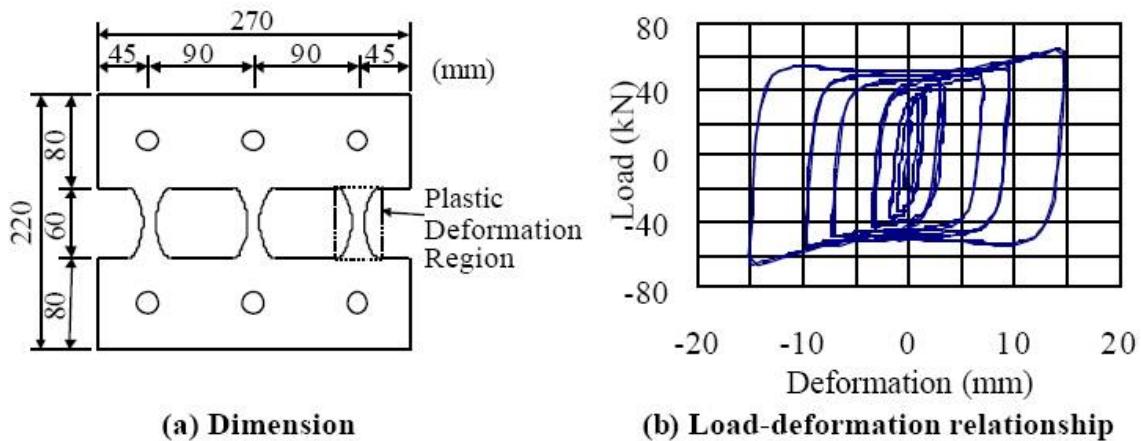 270
45 90 90 45
(mm)
80
60
80
220
Plastic
Deformation
Region
(a) Dimension
80
40
0
-40
-80
Load (kN)
-20 -10 0 10 20
Deformation (mm)
(b) Load-deformation relationship